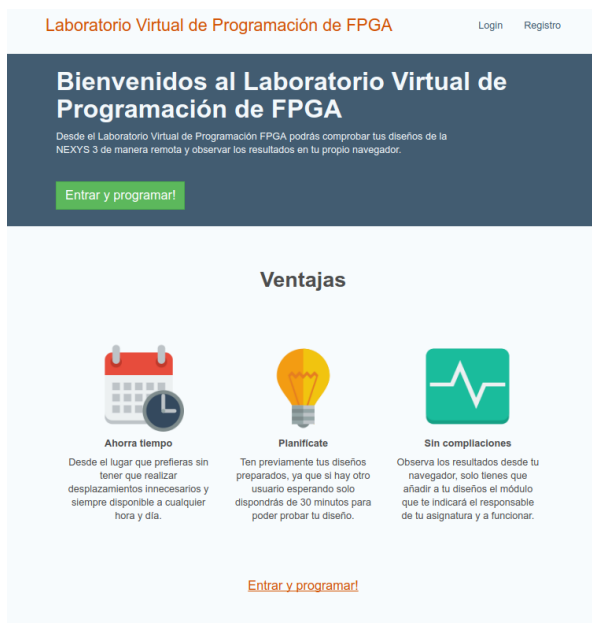 Laboratorio Virtual de Programación de FPGA
Login
Registro
Bienvenidos al Laboratorio Virtual de
Programación de FPGA
Desde el Laboratorio Virtual de Programación FPGA podrás comprobar tus diseños de la
NEXYS 3 de manera remota y observar los resultados en tu propio navegador.
Entrar y programar!
Ventajas
Ahorra tiempo
Desde el lugar que prefieras sin
tener que realizar
desplazamientos innecesarios y
siempre disponible a cualquier
hora y día.
Planifícate
Ten previamente tus diseños
preparados, ya que si hay otro
usuario esperando solo
dispondrás de 30 minutos para
poder probar tu diseño.
Sin compliaciones
Observa los resultados desde tu
navegador, solo tienes que
añadir a tu diseños el módulo
que te indicará el responsable
de tu asignatura y a funcionar.
Entrar y programar!